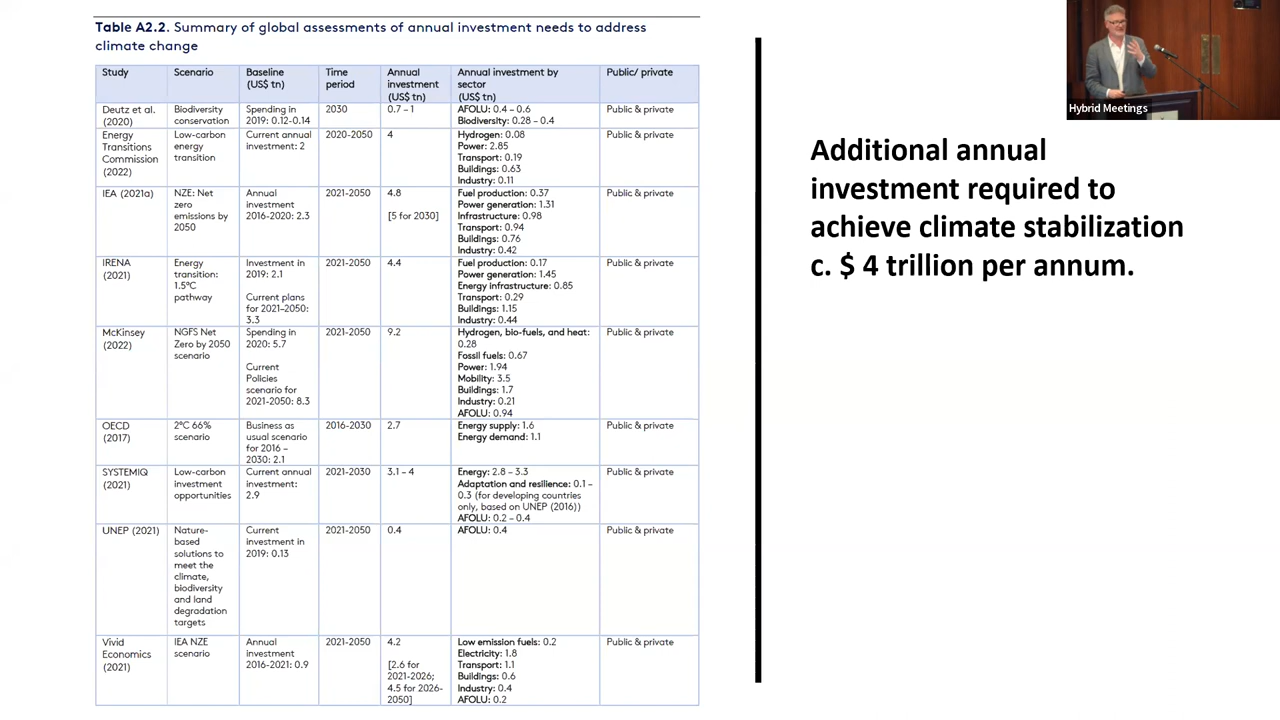 Table A2.2. Summary of global assessments of annual investment needs to address
climate change
Study
Scenario
Baseline
(US$ tn)
Time
period
Annual
investment
(US$ tn)
Annual investment by
sector
(US$ tn)
Public/ private
Deutz et al.
(2020)
Biodiversity
conservation
Spending in
2019: 0.12-0.14
2030
0.7 – 1
AFOLU: 0.4 – 0.6
Biodiversity: 0.28 – 0.4
Public & private
Energy
Transitions
Commission
(2022)
Low-carbon
energy
transition
Current annual
investment: 2
2020-2050
4
Hydrogen: 0.08
Power: 2.85
Transport: 0.19
Buildings: 0.63
Industry: 0.11
Public & private
IEA (2021a)
NZE: Net
zero
emissions by
2050
Annual
investment
2016-2020: 2.3
2021-2050
4.8
[5 for 2030]
Fuel production: 0.37
Power generation: 1.31
Infrastructure: 0.98
Transport: 0.94
Buildings: 0.76
Industry: 0.42
Public & private
IRENA
(2021)
Energy
transition:
1.5°C
pathway
Investment in
2019: 2.1
Current plans
for 2021–2050:
3.3
2021-2050
4.4
Fuel production: 0.17
Power generation: 1.45
Energy infrastructure: 0.85
Transport: 0.29
Buildings: 1.15
Industry: 0.44
Public & private
McKinsey
(2022)
NGFS Net
Zero by 2050
scenario
Spending in
2020: 5.7
Current
Policies
scenario for
2021-2050: 8.3
2021-2050
9.2
Hydrogen, bio-fuels, and heat:
0.28
Fossil fuels: 0.67
Power: 1.94
Mobility: 3.5
Buildings: 1.7
Industry: 0.21
AFOLU: 0.94
Public & private
OECD
(2017)
2°C 66%
scenario
Business as
usual scenario
for 2016 –
2030: 2.1
2016-2030
2.7
Energy supply: 1.6
Energy demand: 1.1
Public & private
SYSTEMIQ
(2021)
Low-carbon
investment
opportunities
Current annual
investment:
2.9
2021-2030
3.1 – 4
Energy: 2.8 – 3.3
Adaptation and resilience: 0.1 –
0.3 (for developing countries
only, based on UNEP (2016))
AFOLU: 0.2 – 0.4
Public & private
UNEP (2021)
Nature-
based
solutions to
meet the
climate,
biodiversity
and land
degradation
targets
Current
investment in
2019: 0.13
2021-2050
0.4
AFOLU: 0.4
Public & private
Vivid
Economics
(2021)
IEA NZE
scenario
Annual
investment
2016-2021: 0.9
2021-2050
4.2
[2.6 for
2021-2026;
4.5 for 2026-
2050]
Low emission fuels: 0.2
Electricity: 1.8
Transport: 1.1
Buildings: 0.6
Industry: 0.4
AFOLU: 0.2
Public & private
Hybrid Meetings
Additional annual
investment required to
achieve climate stabilization
c. $ 4 trillion per annum.